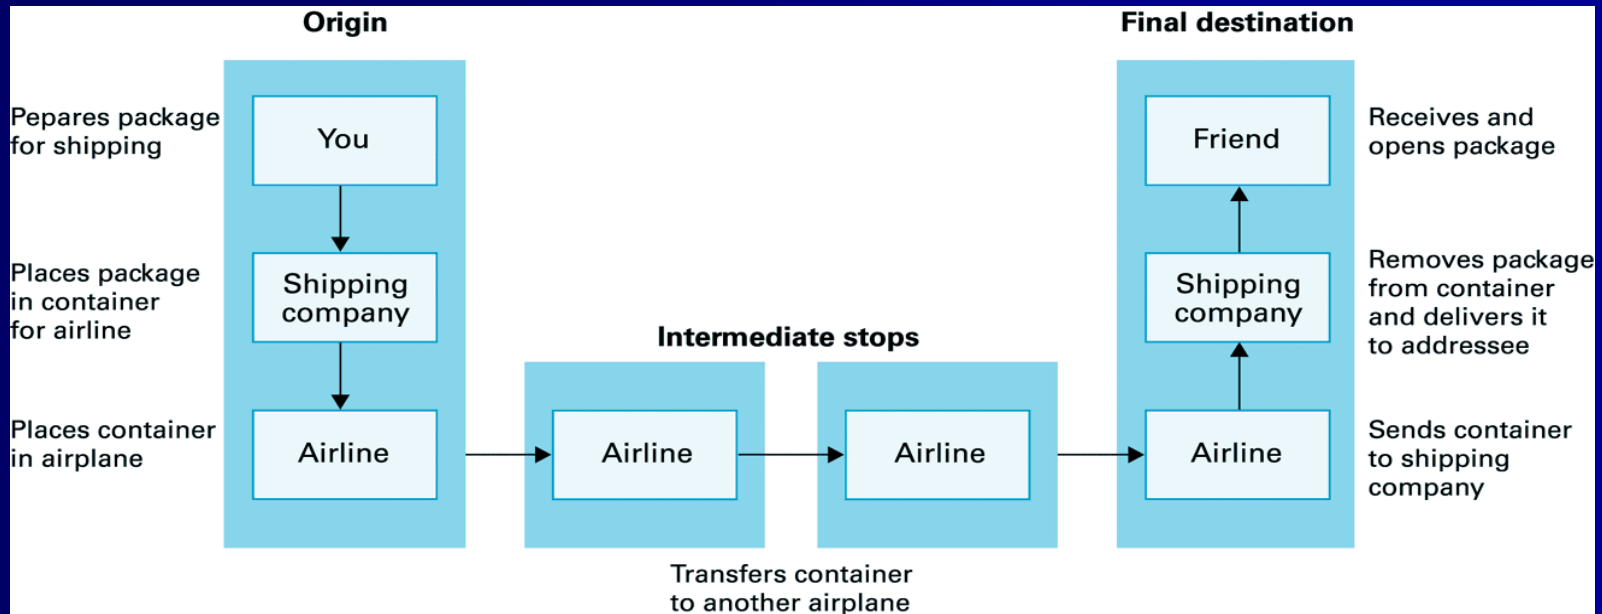 Origin
Final destination
Pepares package
for shipping
You
Friend
Receives and
opens package
Places package
in container
for airline
Shipping
company
Shipping
company
Removes package
from container
and delivers it
to addressee
Intermediate stops
Places container
in airplane
Airline
Airline
Airline
Airline
Sends container
to shipping
company
Transfers container
to another airplane